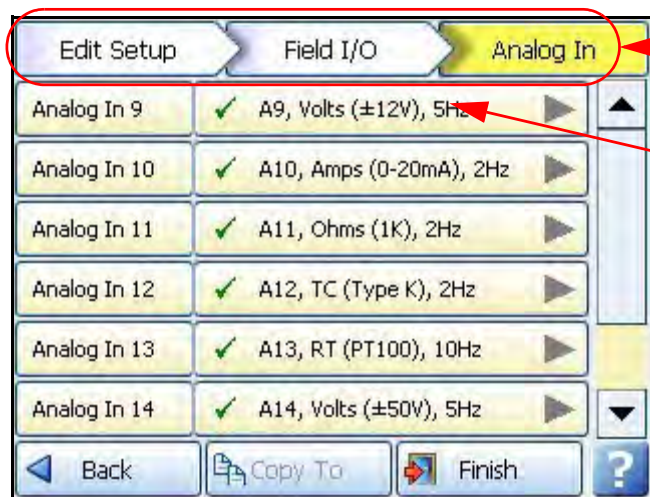 Edit Setup Field I/O Analog In
Analog In 9 A9, Volts (±12V), 5Hz
Analog In 10 A10, Amps (0-20mA), 2Hz
Analog In 11 A11, Ohms (1K), 2Hz
Analog In 12 A12, TC (Type K), 2Hz
Analog In 13 A13, RT (PT100), 10Hz
Analog In 14 A14, Volts (±50V), 5Hz
Back Copy To Finish ?